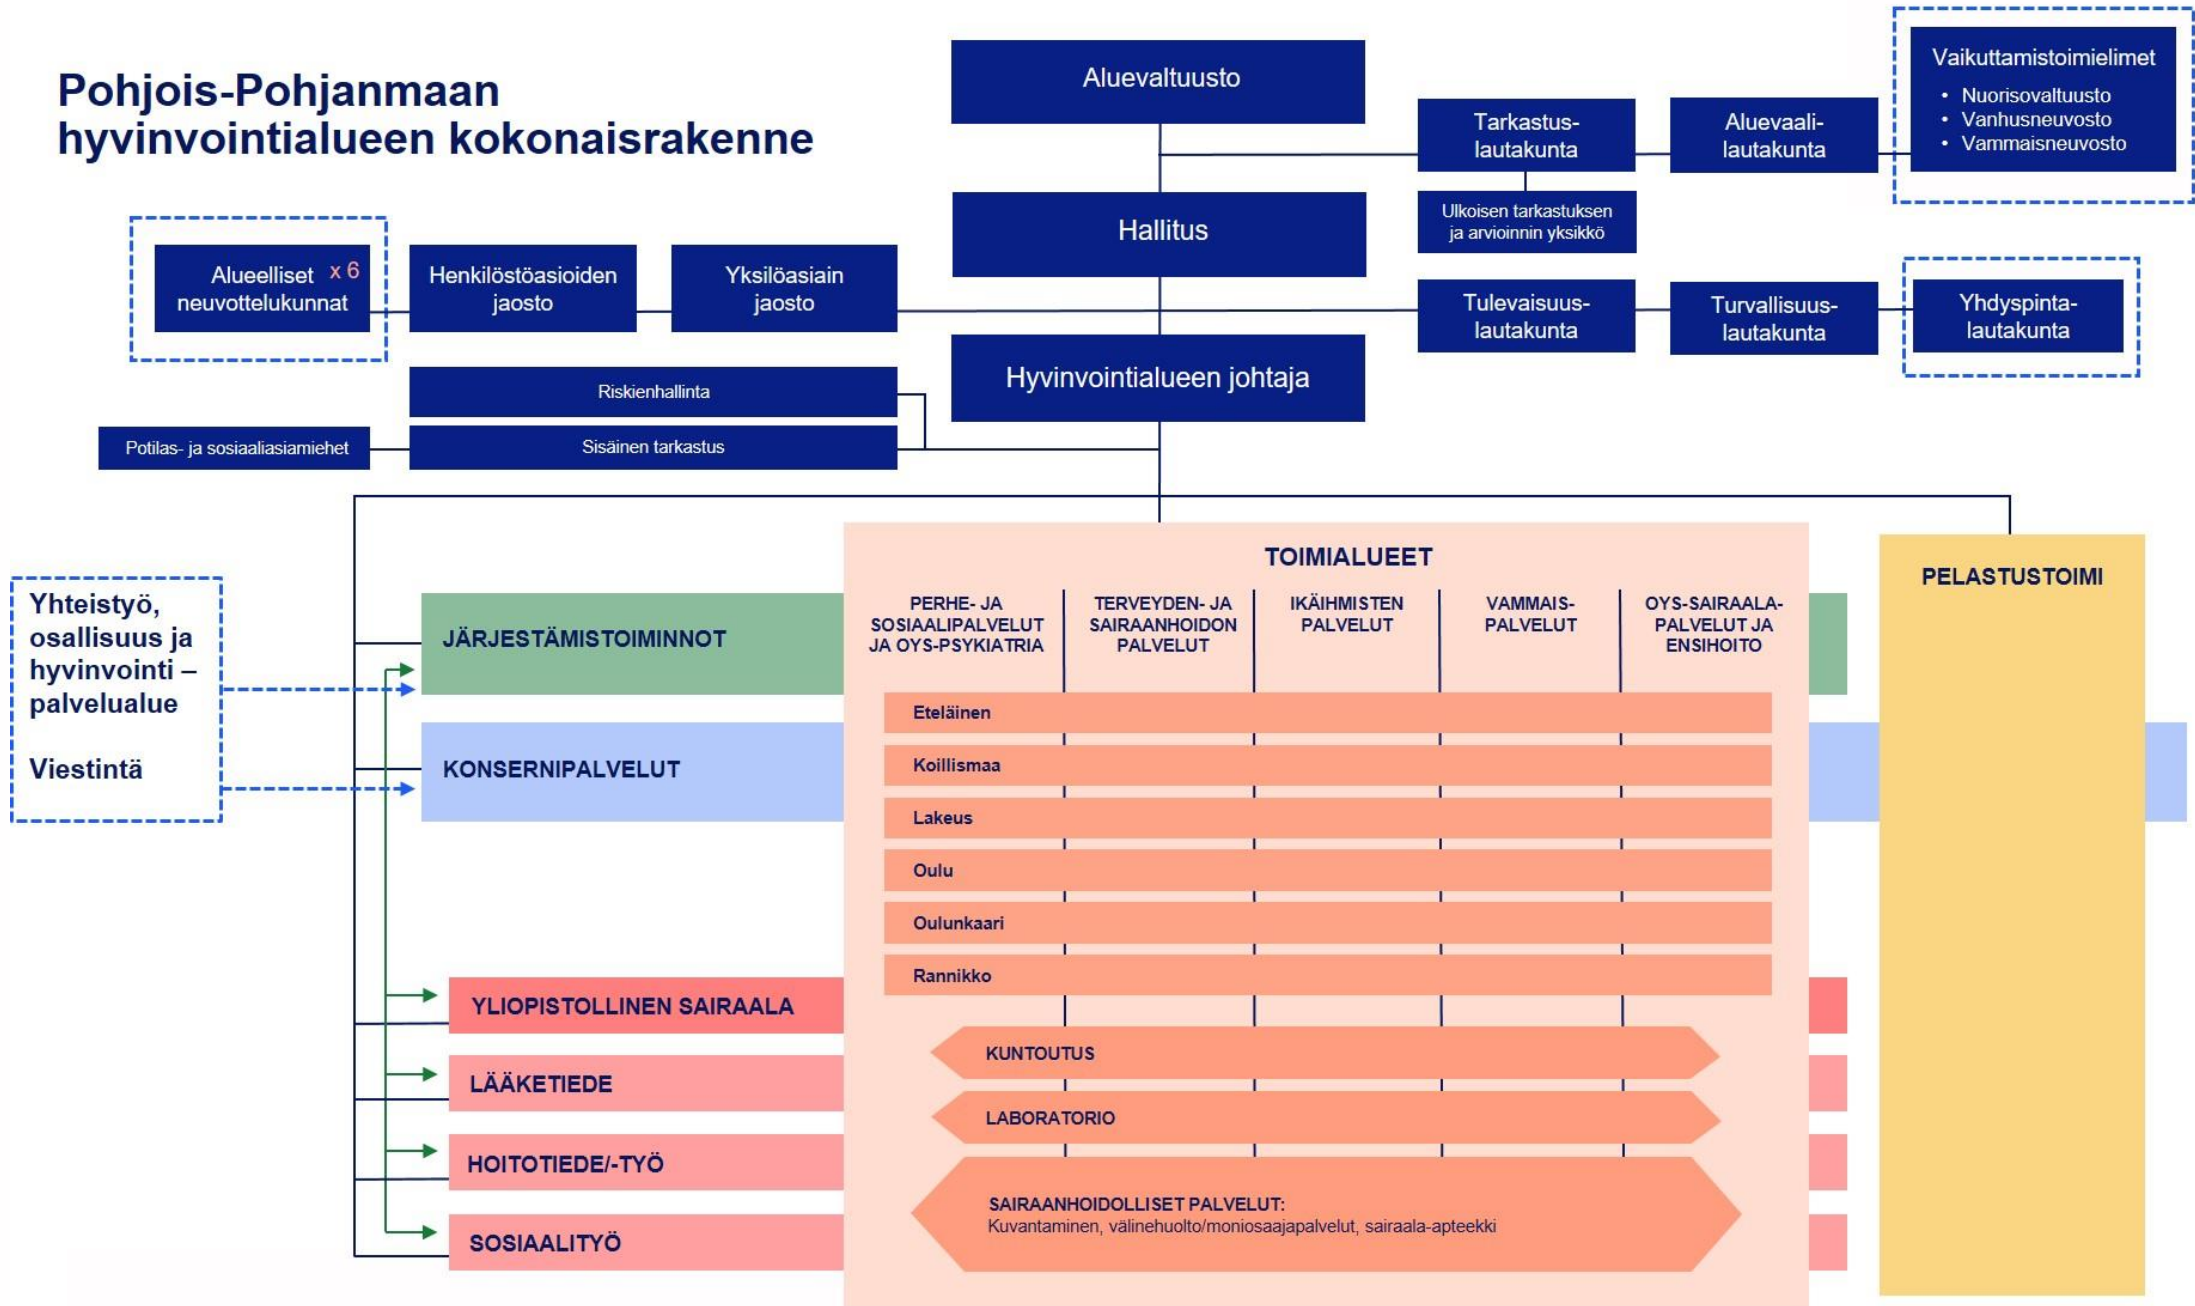 Pohjois-Pohjanmaan
hyvinvointialueen kokonaisrakenne
Aluevaltuusto
Tarkastus-
lautakunta
Aluevaali-
lautakunta
Vaikuttamistoimielimet
• Nuorisovaltuusto
• Vanhusneuvosto
• Vammaisneuvosto
Ulkoisen tarkastuksen
ja arvioinnin yksikkö
Hallitus
Alueelliset x 6
neuvottelukunnat
Henkilöstöasioiden
jaosto
Yksilöasiain
jaosto
Tulevaisuus-
lautakunta
Turvallisuus-
lautakunta
Yhdyspinta-
lautakunta
Hyvinvointialueen johtaja
Riskienhallinta
Potilas- ja sosiaaliasiamiehet
Sisäinen tarkastus
Yhteistyö,
osallisuus ja
hyvinvointi –
palvelualue
Viestintä
JÄRJESTÄMISTOIMINNOT
KONSERNIPALVELUT
YLIOPISTOLLINEN SAIRAALA
LÄÄKETIEDE
HOITOTIEDE/-TYÖ
SOSIAALITYÖ
TOIMIALUEET
PERHE- JA
SOSIAALIPALVELUT
JA OYS-PSYKIATRIA
TERVEYDEN- JA
SAIRAANHOIDON
PALVELUT
IKÄIHMISTEN
PALVELUT
VAMMAIS-
PALVELUT
OYS-SAIRAALA-
PALVELUT JA
ENSIHOITO
Eteläinen
Koillismaa
Lakeus
Oulu
Oulunkaari
Rannikko
KUNTOUTUS
LABORATORIO
SAIRAANHOIDOLLISET PALVELUT:
Kuvantaminen, välinehuolto/moniosaajapalvelut, sairaala-apteekki
PELASTUSTOIMI